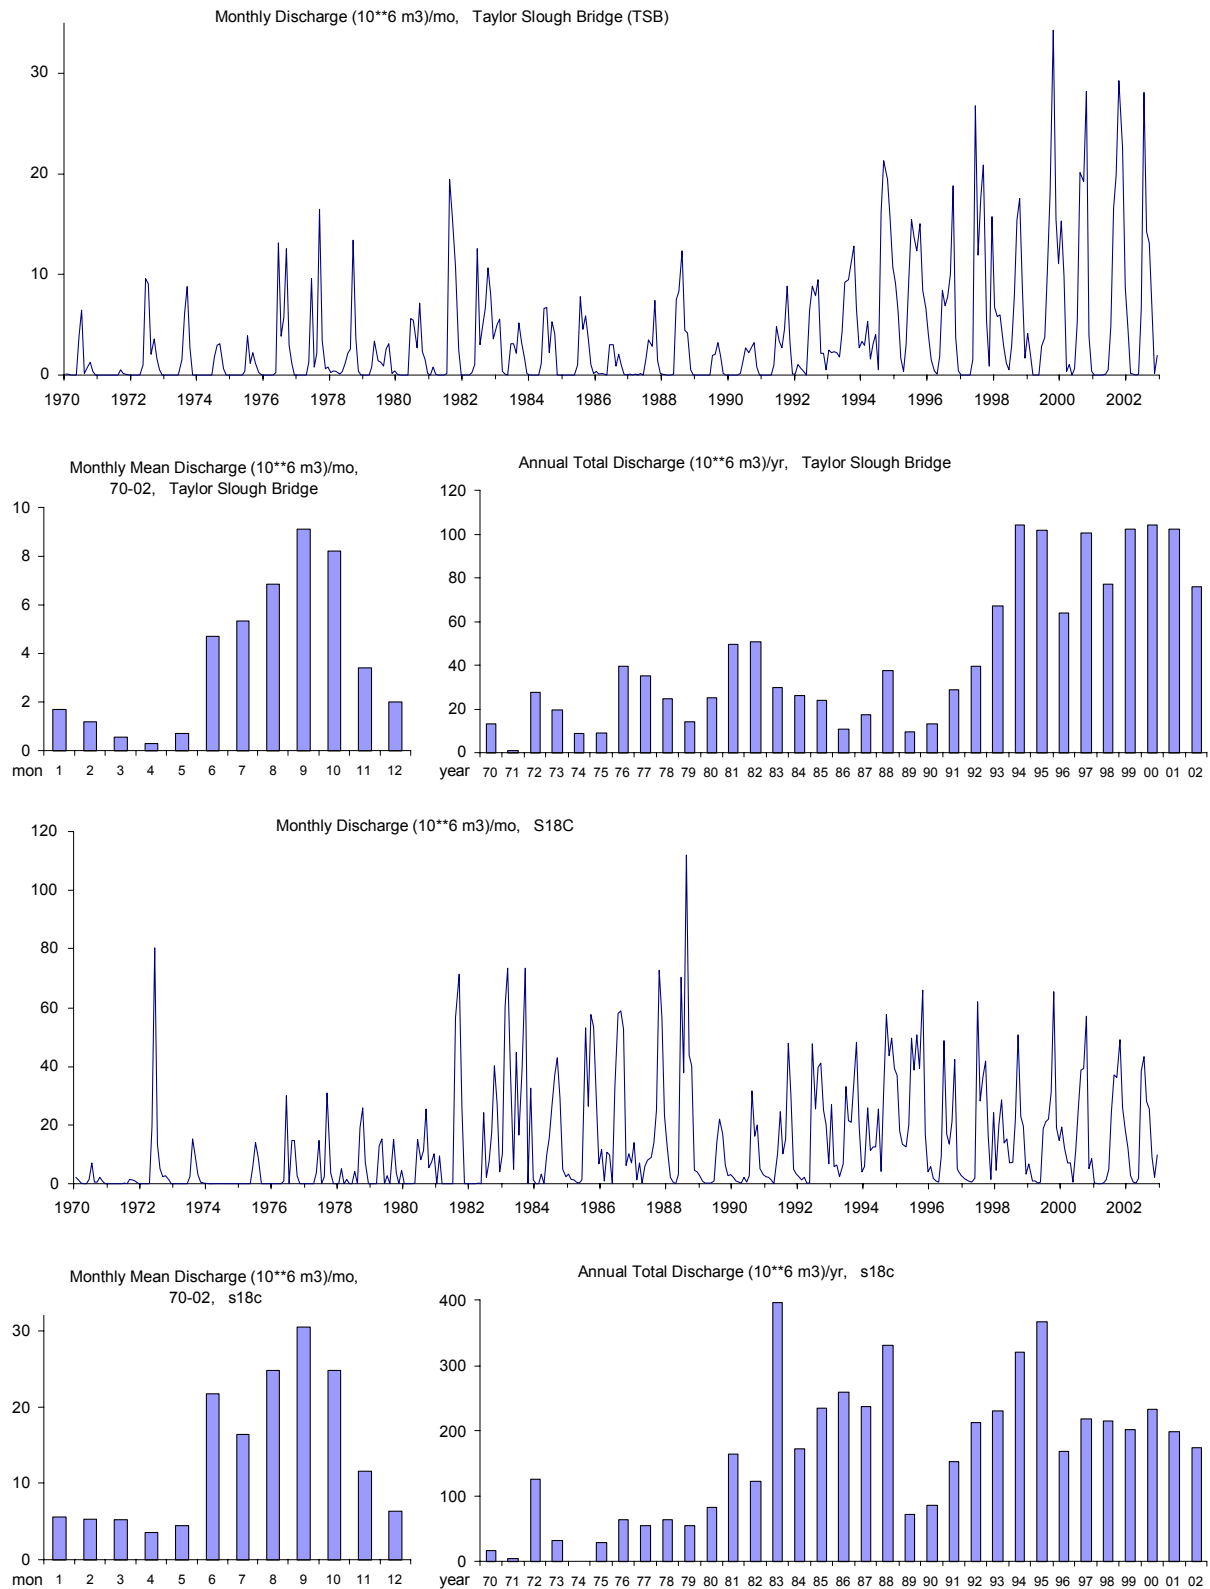 Monthly Discharge (10**6 m3)/mo, Taylor Slough Bridge (TSB)
30
20
10
0
1970 1972 1974 1976 1978 1980 1982 1984 1986 1988 1990 1992 1994 1996 1998 2000 2002
Monthly Mean Discharge (10**6 m3)/mo,
70-02, Taylor Slough Bridge
10
8
6
4
2
0
mon 1 2 3 4 5 6 7 8 9 10 11 12
Annual Total Discharge (10**6 m3)/yr, Taylor Slough Bridge
120
100
80
60
40
20
0
year 70 71 72 73 74 75 76 77 78 79 80 81 82 83 84 85 86 87 88 89 90 91 92 93 94 95 96 97 98 99 00 01 02
Monthly Discharge (10**6 m3)/mo, S18C
120
100
80
60
40
20
0
1970 1972 1974 1976 1978 1980 1982 1984 1986 1988 1990 1992 1994 1996 1998 2000 2002
Monthly Mean Discharge (10**6 m3)/mo,
70-02, s18c
30
20
10
0
mon 1 2 3 4 5 6 7 8 9 10 11 12
Annual Total Discharge (10**6 m3)/yr, s18c
400
300
200
100
0
year 70 71 72 73 74 75 76 77 78 79 80 81 82 83 84 85 86 87 88 89 90 91 92 93 94 95 96 97 98 99 00 01 02